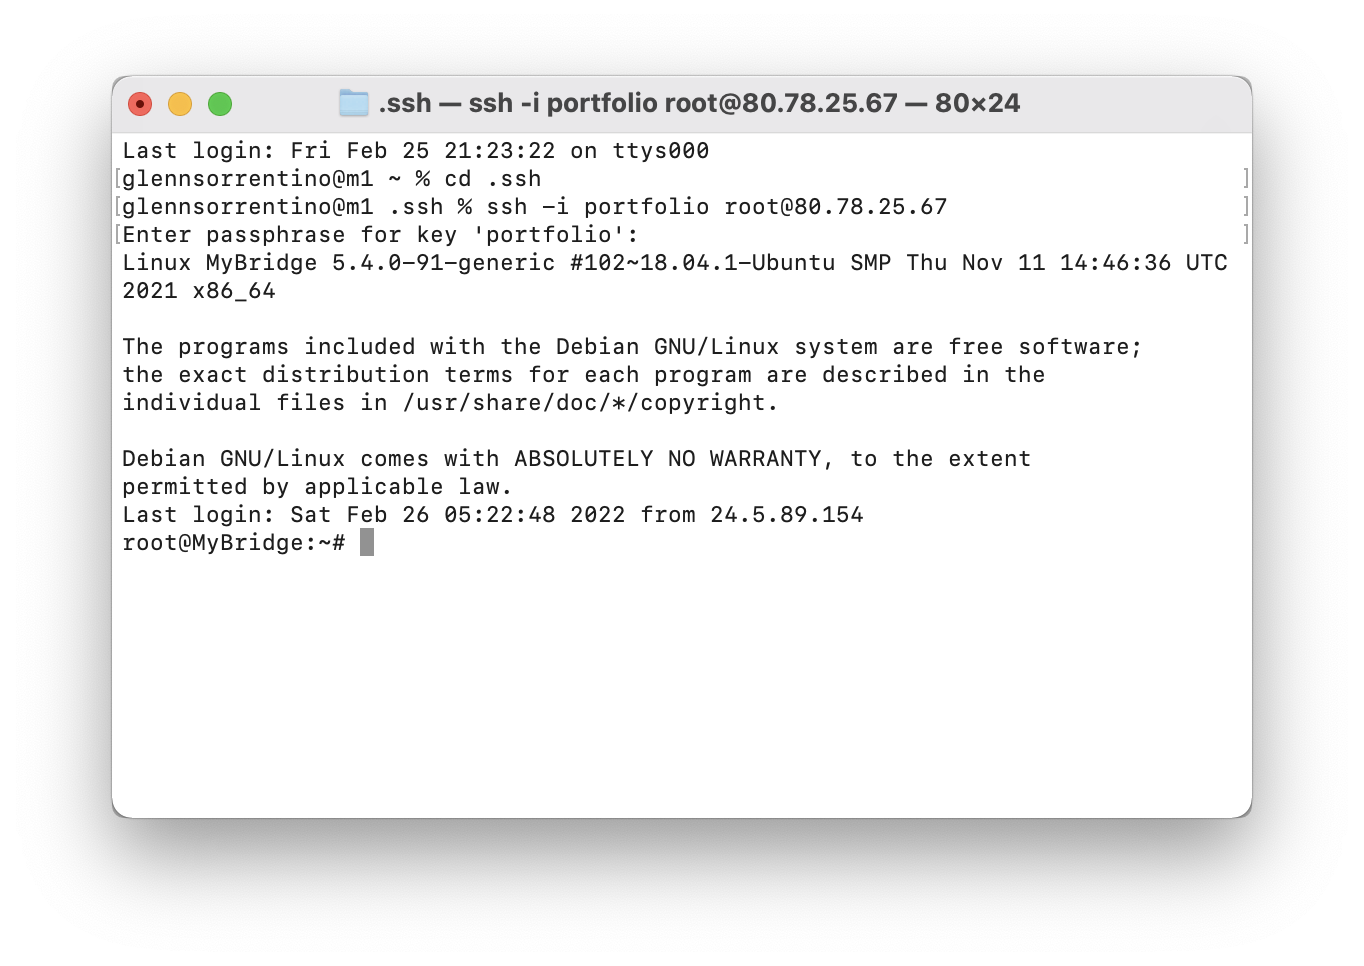 .ssh — ssh -i portfolio root@80.78.25.67 — 80×24
Last login: Fri Feb 25 21:23:22 on ttys000
[glennsorrentino@m1 ~ % cd .ssh ]
[glennsorrentino@m1 .ssh % ssh -i portfolio root@80.78.25.67 ]
[Enter passphrase for key 'portfolio': ]
Linux MyBridge 5.4.0-91-generic #102~18.04.1-Ubuntu SMP Thu Nov 11 14:46:36 UTC
2021 x86_64
The programs included with the Debian GNU/Linux system are free software;
the exact distribution terms for each program are described in the
individual files in /usr/share/doc/*/copyright.
Debian GNU/Linux comes with ABSOLUTELY NO WARRANTY, to the extent
permitted by applicable law.
Last login: Sat Feb 26 05:22:48 2022 from 24.5.89.154
root@MyBridge:~#